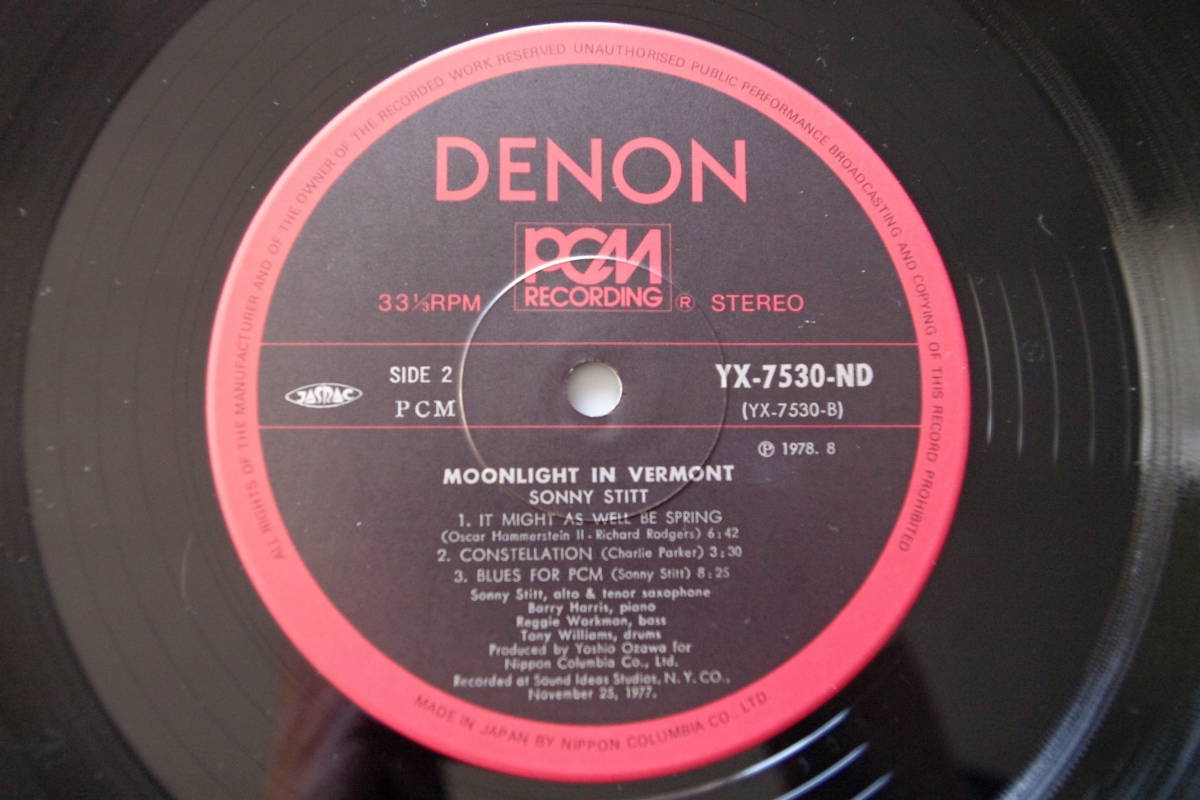 ALL RIGHTS OF THE MANUFACTURER AND OF THE OWNER OF THE RECORDED WORK RESERVED UNAUTHORISED PUBLIC PERFORMANCE BROADCASTING AND COPYING OF THIS RECORD PROHIBITED
DENON
PCM
RECORDING
33⅓RPM ® STEREO
SIDE 2
PCM
JASRAC
YX-7530-ND
(YX-7530-B)
℗ 1978. 8
MOONLIGHT IN VERMONT
SONNY STITT
1. IT MIGHT AS WELL BE SPRING
(Oscar Hammerstein II - Richard Rodgers) 6:42
2. CONSTELLATION (Charlie Parker) 3:30
3. BLUES FOR PCM (Sonny Stitt) 8:25
Sonny Stitt, alto & tenor saxophone
Barry Harris, piano
Reggie Workman, bass
Tony Williams, drums
Produced by Yoshio Ozawa for
Nippon Columbia Co., Ltd.
Recorded at Sound Ideas Studios, N.Y.CO.,
November 25, 1977.
MADE IN JAPAN BY NIPPON COLUMBIA CO., LTD.